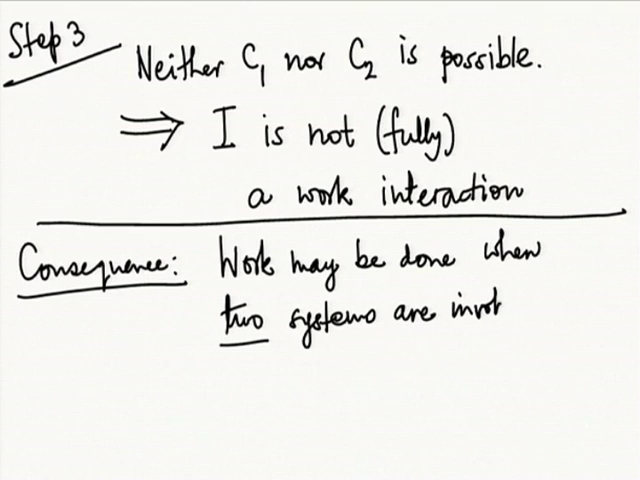 Step 3
Neither C₁ nor C₂ is possible.
⇒ I is not (fully)
a work interaction
Consequence: Work may be done when
two systems are invol